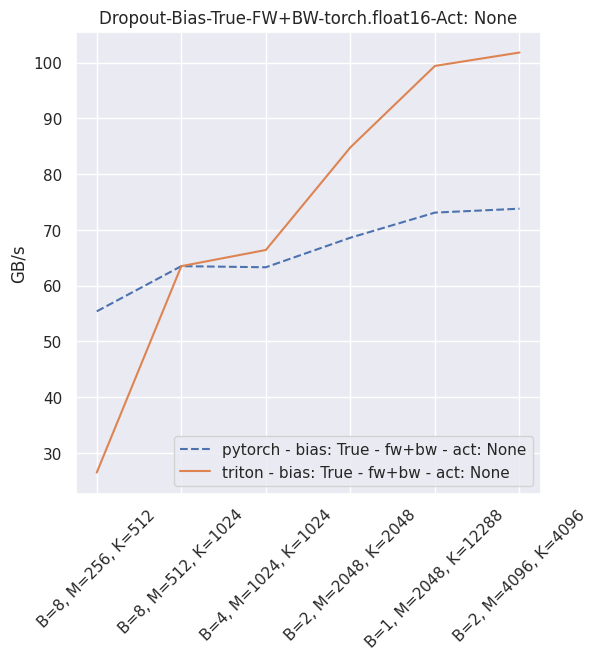 Dropout-Bias-True-FW+BW-torch.float16-Act: None
GB/s
100
90
80
70
60
50
40
30
pytorch - bias: True - fw+bw - act: None
triton - bias: True - fw+bw - act: None
B=8, M=256, K=512
B=8, M=512, K=1024
B=4, M=1024, K=1024
B=2, M=2048, K=2048
B=1, M=2048, K=12288
B=2, M=4096, K=4096